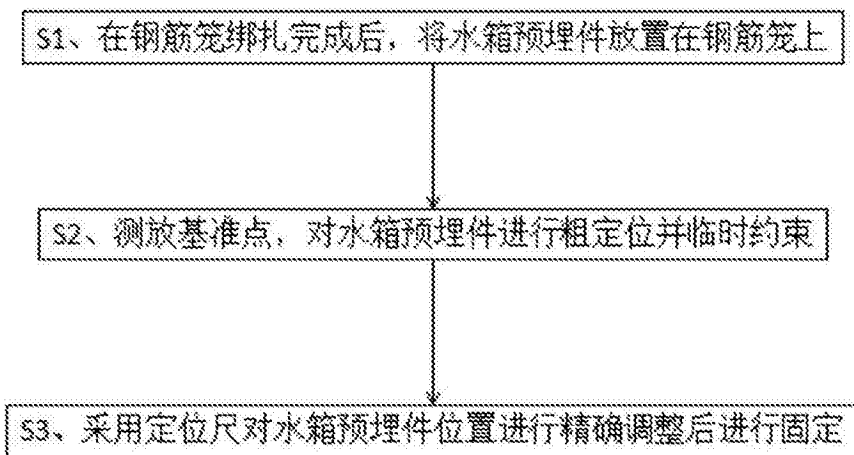 S1、在钢筋笼绑扎完成后，将水箱预埋件放置在钢筋笼上
S2、测放基准点，对水箱预埋件进行粗定位并临时约束
S3、采用定位尺对水箱预埋件位置进行精确调整后进行固定